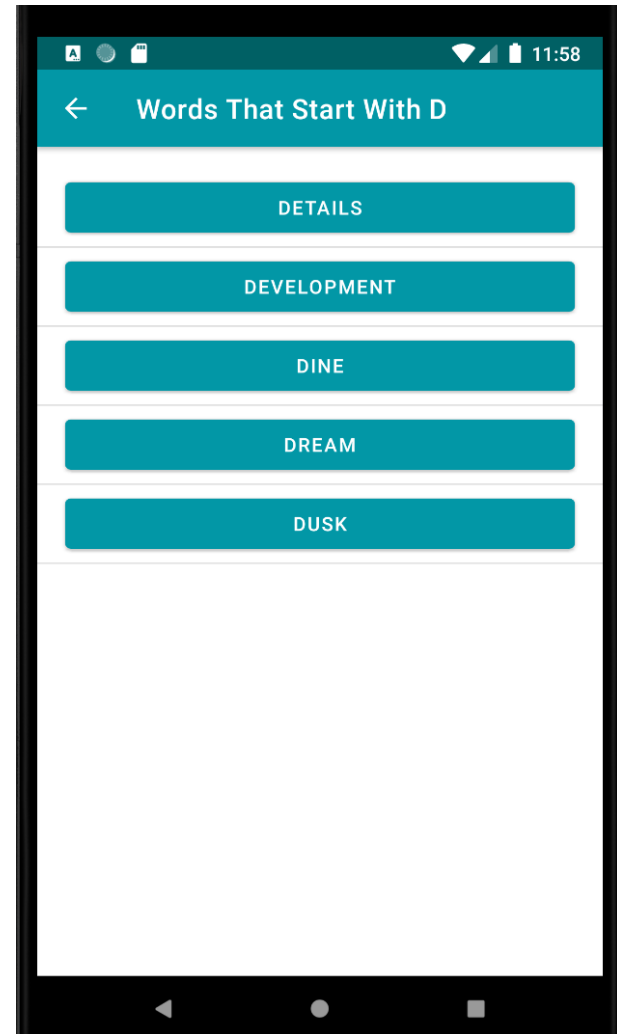 11:58
Words That Start With D
DETAILS
DEVELOPMENT
DINE
DREAM
DUSK